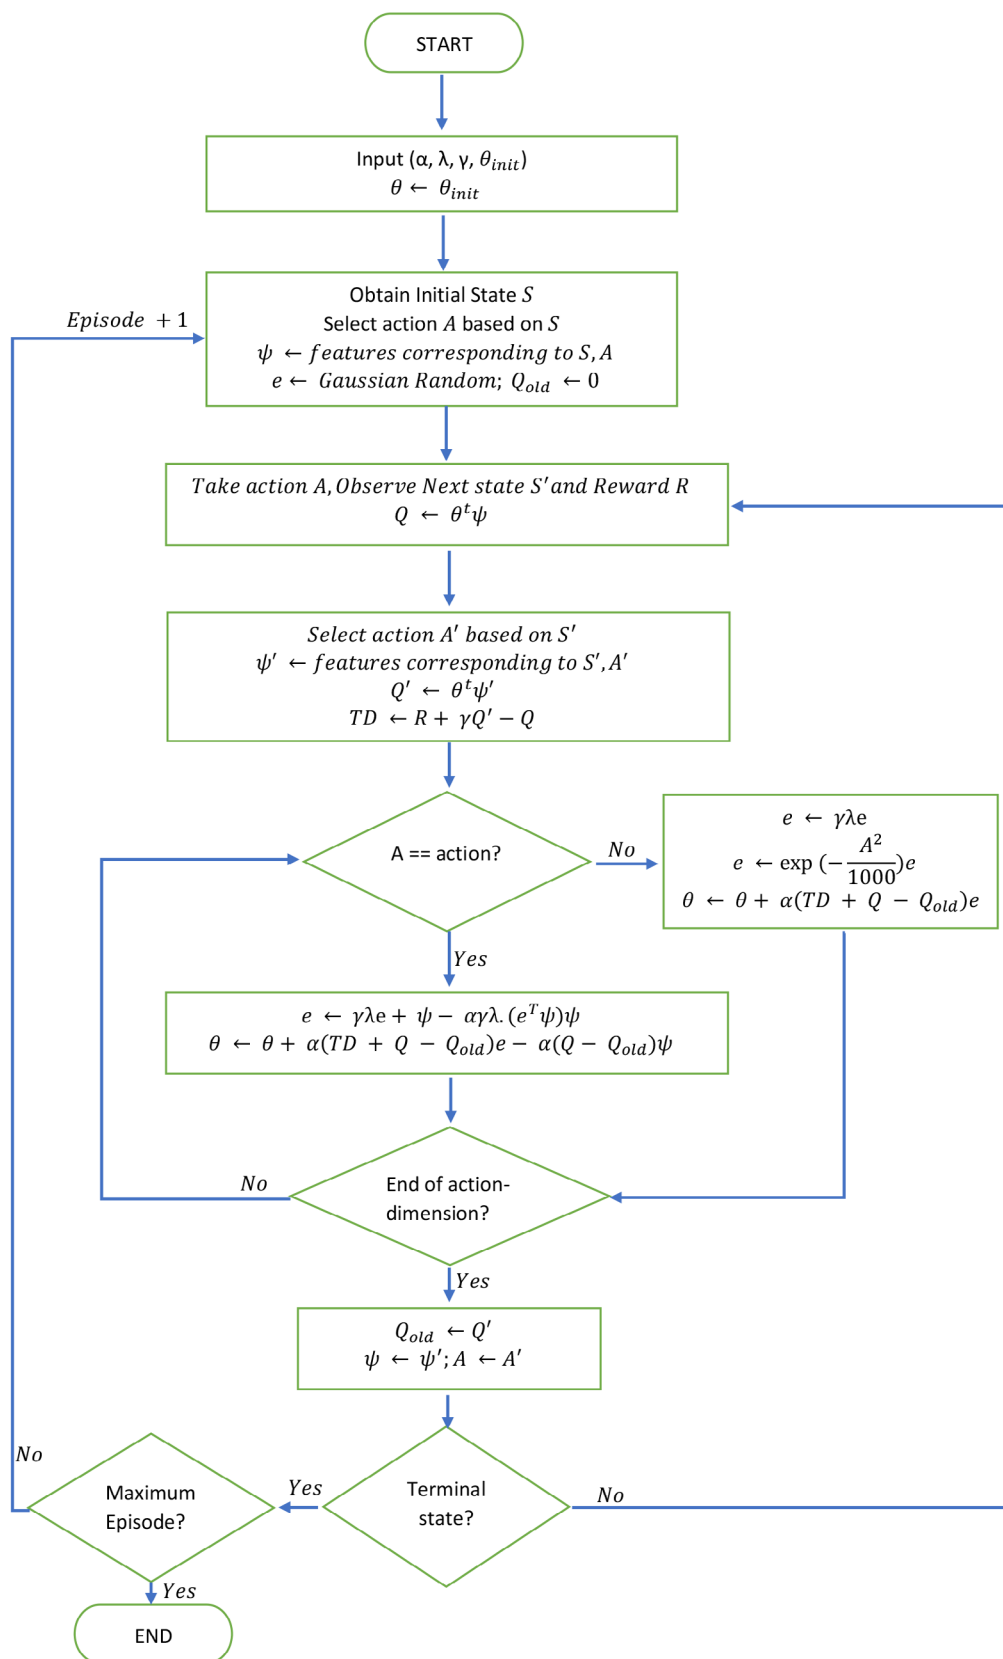 START
Input (α, λ, γ, θ_init)
θ ← θ_init
Episode + 1
Obtain Initial State S
Select action A based on S
ψ ← features corresponding to S, A
e ← Gaussian Random; Q_old ← 0
Take action A, Observe Next state S′ and Reward R
Q ← θ^t ψ
Select action A′ based on S′
ψ′ ← features corresponding to S′, A′
Q′ ← θ^t ψ′
TD ← R + γQ′ − Q
A == action?
No
e ← γλe
e ← exp (−A²/1000)e
θ ← θ + α(TD + Q − Q_old)e
Yes
e ← γλe + ψ − αγλ. (e^T ψ)ψ
θ ← θ + α(TD + Q − Q_old)e − α(Q − Q_old)ψ
End of action-
dimension?
No
Yes
Q_old ← Q′
ψ ← ψ′; A ← A′
Terminal
state?
No
Yes
Maximum
Episode?
No
Yes
END